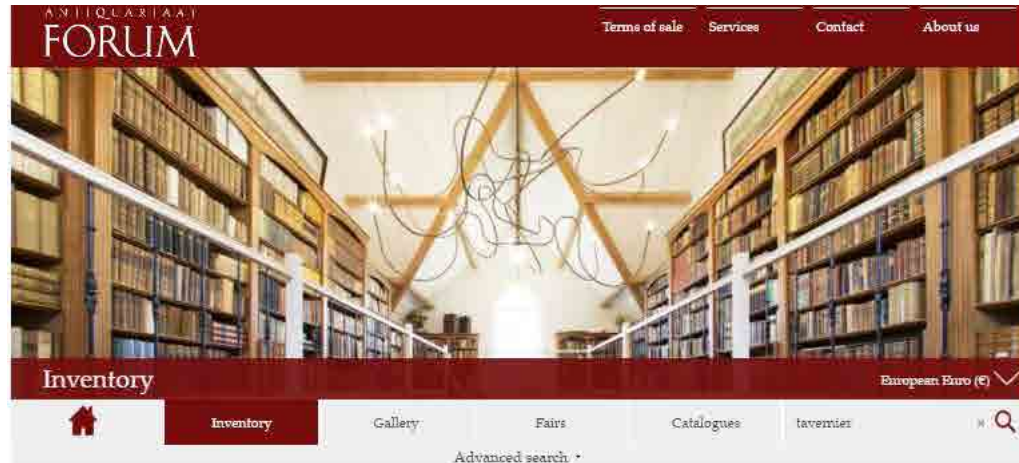 ANTIQUARIAAT
FORUM
Terms of sale Services Contact About us
Inventory
European Euro (€)
Inventory Gallery Fairs Catalogues tavernier ×
Advanced search